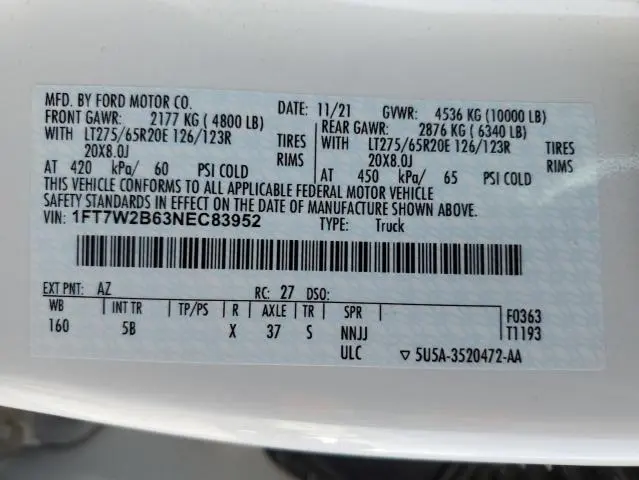 MFD. BY FORD MOTOR CO. DATE: 11/21 GVWR: 4536 KG (10000 LB)
FRONT GAWR: 2177 KG ( 4800 LB) REAR GAWR: 2876 KG ( 6340 LB)
WITH LT275/65R20E 126/123R TIRES WITH LT275/65R20E 126/123R TIRES
20X8.0J RIMS 20X8.0J RIMS
AT 420 kPa/ 60 PSI COLD AT 450 kPa/ 65 PSI COLD
THIS VEHICLE CONFORMS TO ALL APPLICABLE FEDERAL MOTOR VEHICLE
SAFETY STANDARDS IN EFFECT ON THE DATE OF MANUFACTURE SHOWN ABOVE.
VIN: 1FT7W2B63NEC83952 TYPE: Truck
EXT PNT: AZ RC: 27 DSO:
WB INT TR TP/PS R AXLE TR SPR F0363
160 5B X 37 S NNJJ T1193
ULC ▽ 5U5A-3520472-AA